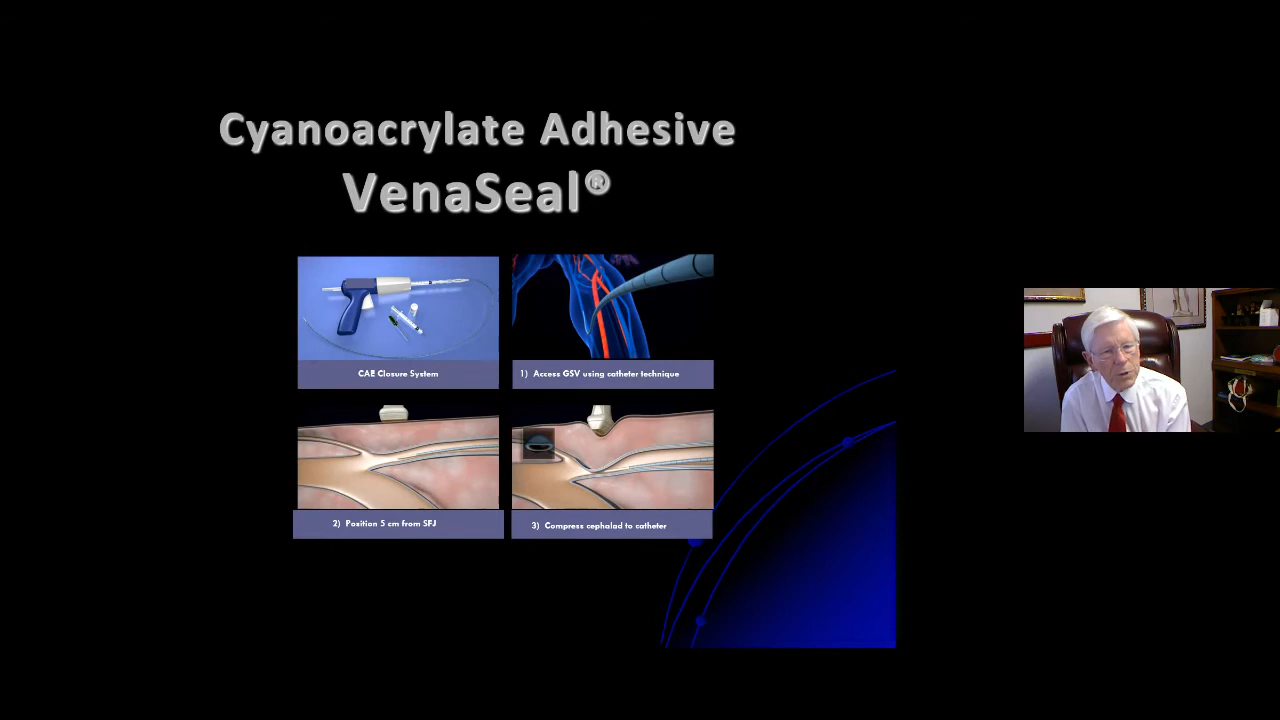 Cyanoacrylate Adhesive
VenaSeal®
CAE Closure System
1) Access GSV using catheter technique
2) Position 5 cm from SFJ
3) Compress cephalad to catheter